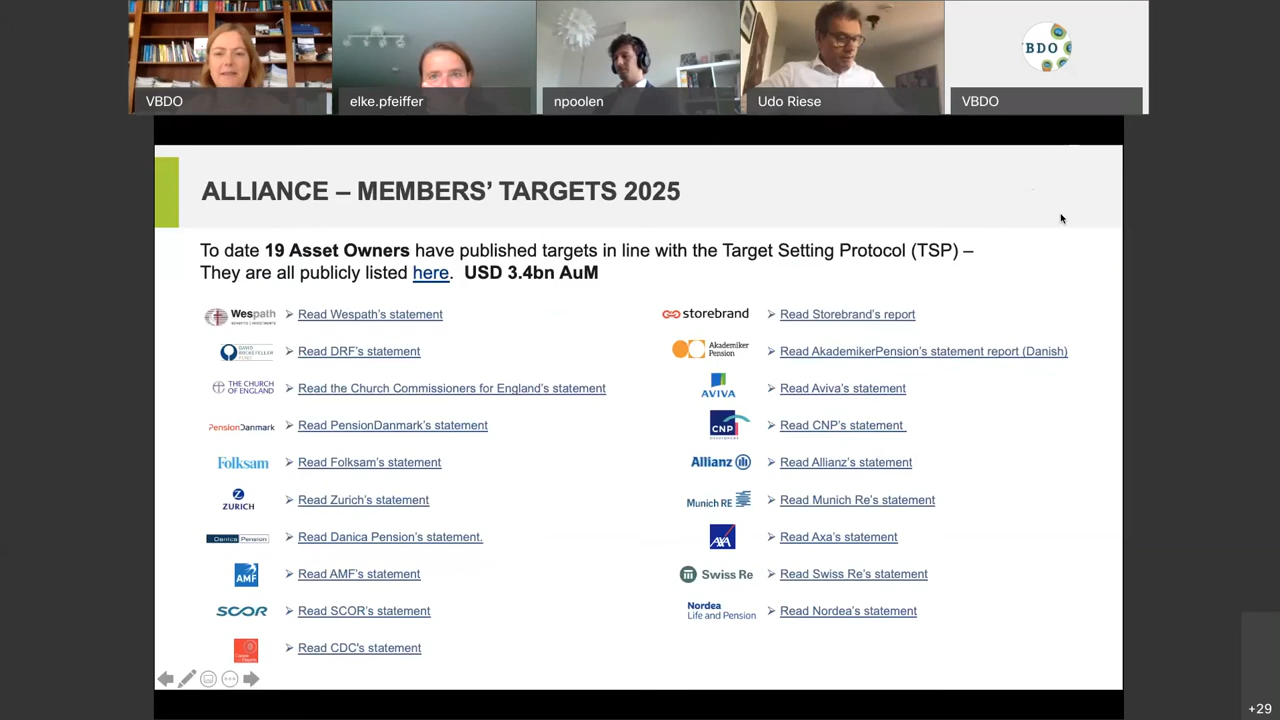 VBDO
elke.pfeiffer
npoolen
Udo Riese
BDO
VBDO
ALLIANCE – MEMBERS’ TARGETS 2025
To date 19 Asset Owners have published targets in line with the Target Setting Protocol (TSP) –
They are all publicly listed here. USD 3.4bn AuM
Wespath
BENEFITS | INVESTMENTS
➢ Read Wespath's statement
DAVID ROCKEFELLER FUND
➢ Read DRF's statement
THE CHURCH OF ENGLAND
➢ Read the Church Commissioners for England's statement
PensionDanmark
➢ Read PensionDanmark's statement
Folksam
➢ Read Folksam's statement
ZURICH
➢ Read Zurich's statement
Danica Pension
➢ Read Danica Pension's statement.
AMF
➢ Read AMF's statement
SCOR
➢ Read SCOR's statement
➢ Read CDC's statement
storebrand
➢ Read Storebrand's report
Akademiker Pension
➢ Read AkademikerPension's statement report (Danish)
AVIVA
➢ Read Aviva's statement
CNP
➢ Read CNP's statement
Allianz
➢ Read Allianz's statement
Munich RE
➢ Read Munich Re's statement
AXA
➢ Read Axa's statement
Swiss Re
➢ Read Swiss Re's statement
Nordea
Life and Pension
➢ Read Nordea's statement
+29